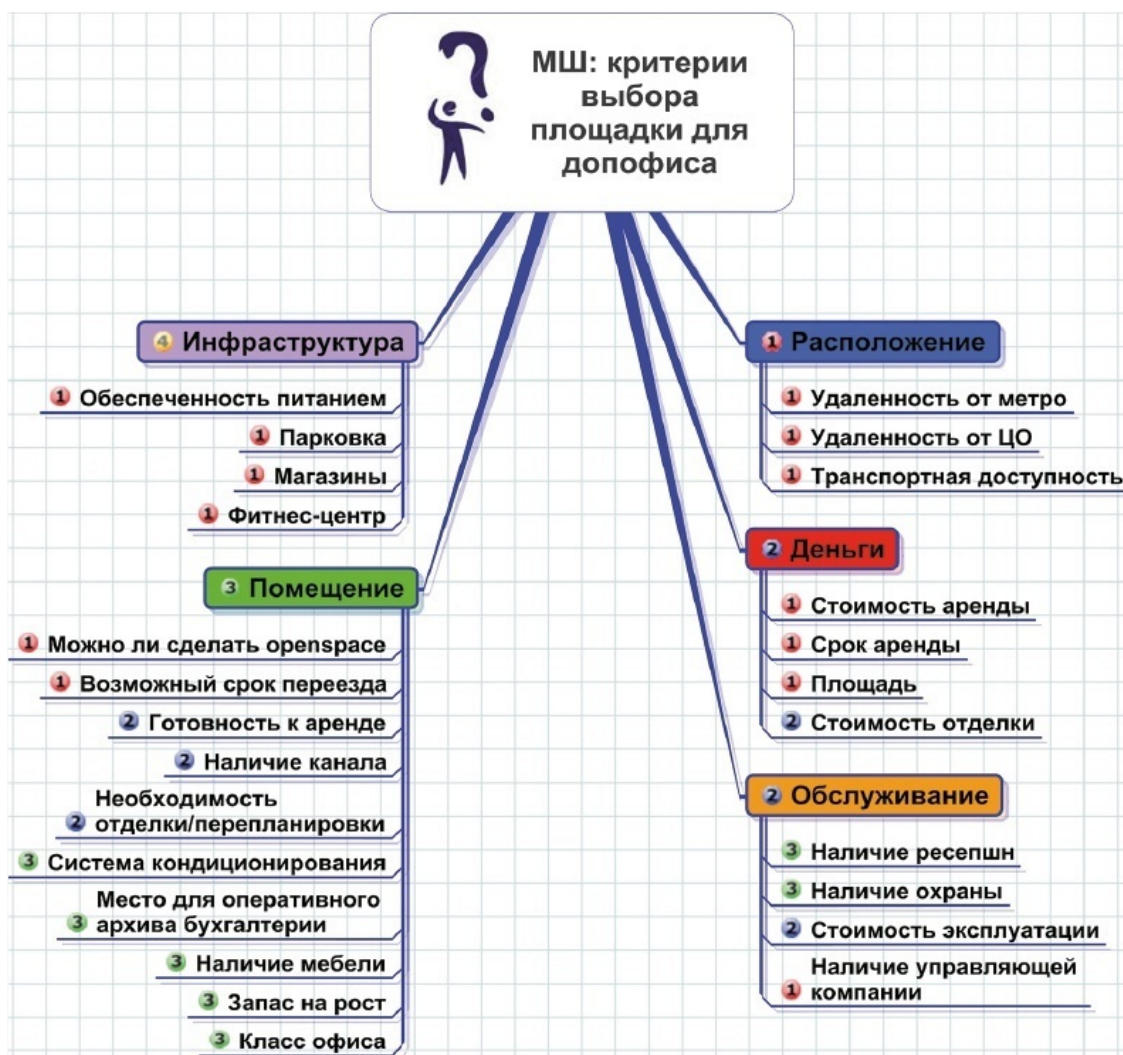 МШ: критерии
выбора
площадки для
допофиса
4 Инфраструктура
1 Обеспеченность питанием
1 Парковка
1 Магазины
1 Фитнес-центр
3 Помещение
1 Можно ли сделать openspace
1 Возможный срок переезда
2 Готовность к аренде
2 Наличие канала
Необходимость
2 отделки/перепланировки
3 Система кондиционирования
Место для оперативного
3 архива бухгалтерии
3 Наличие мебели
3 Запас на рост
3 Класс офиса
1 Расположение
1 Удаленность от метро
1 Удаленность от ЦО
1 Транспортная доступность
2 Деньги
1 Стоимость аренды
1 Срок аренды
1 Площадь
2 Стоимость отделки
2 Обслуживание
3 Наличие ресепшн
3 Наличие охраны
2 Стоимость эксплуатации
Наличие управляющей
1 компании